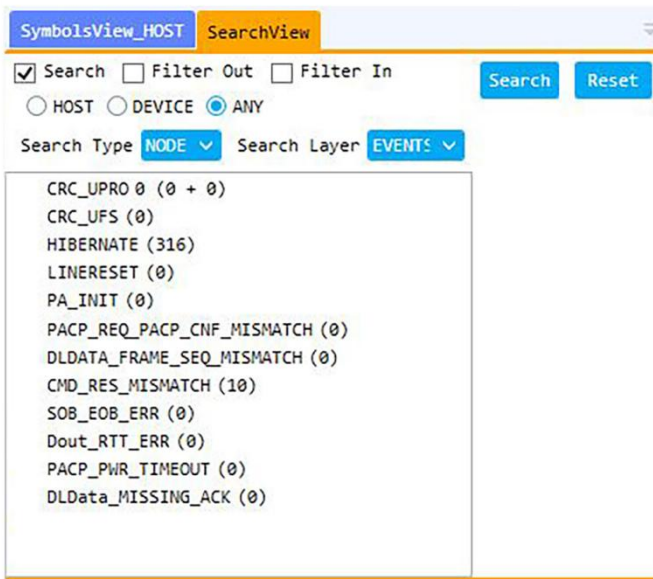 SymbolsView_HOST SearchView
Search Filter Out Filter In Search Reset
HOST DEVICE ANY
Search Type NODE Search Layer EVENTS
CRC_UPRO 0 (0 + 0)
CRC_UFS (0)
HIBERNATE (316)
LINERESET (0)
PA_INIT (0)
PACP_REQ_PACP_CNF_MISMATCH (0)
DLDATA_FRAME_SEQ_MISMATCH (0)
CMD_RES_MISMATCH (10)
SOB_EOB_ERR (0)
Dout_RTT_ERR (0)
PACP_PWR_TIMEOUT (0)
DLData_MISSING_ACK (0)